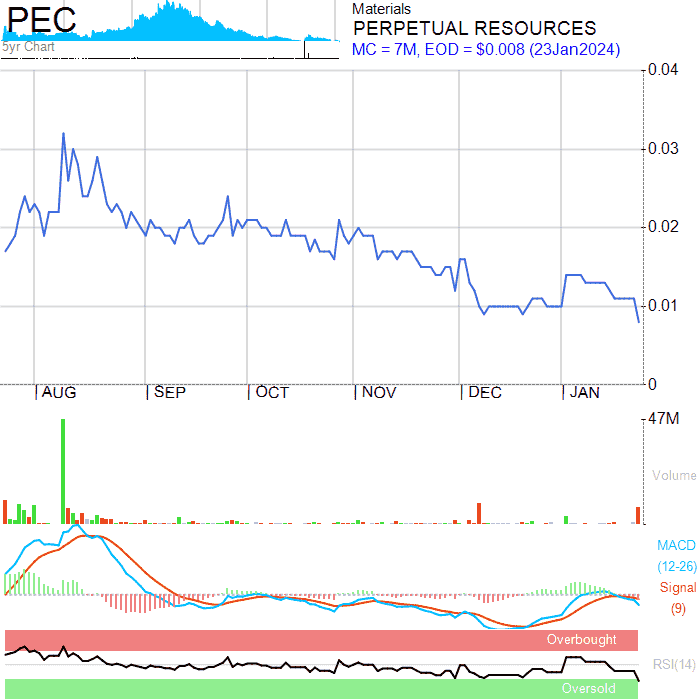 PEC
5yr Chart
Materials
PERPETUAL RESOURCES
MC = 7M, EOD = $0.008 (23Jan2024)
0.04
0.03
0.02
0.01
0
AUG SEP OCT NOV DEC JAN
47M
Volume
MACD
(12-26)
Signal
(9)
Overbought
RSI(14)
Oversold